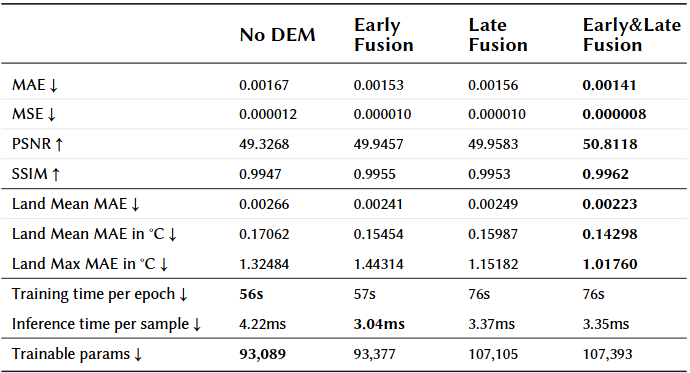 No DEM Early Fusion Late Fusion Early&Late Fusion
MAE ↓ 0.00167 0.00153 0.00156 0.00141
MSE ↓ 0.000012 0.000010 0.000010 0.000008
PSNR ↑ 49.3268 49.9457 49.9583 50.8118
SSIM ↑ 0.9947 0.9955 0.9953 0.9962
Land Mean MAE ↓ 0.00266 0.00241 0.00249 0.00223
Land Mean MAE in °C ↓ 0.17062 0.15454 0.15987 0.14298
Land Max MAE in °C ↓ 1.32484 1.44314 1.15182 1.01760
Training time per epoch ↓ 56s 57s 76s 76s
Inference time per sample ↓ 4.22ms 3.04ms 3.37ms 3.35ms
Trainable params ↓ 93,089 93,377 107,105 107,393